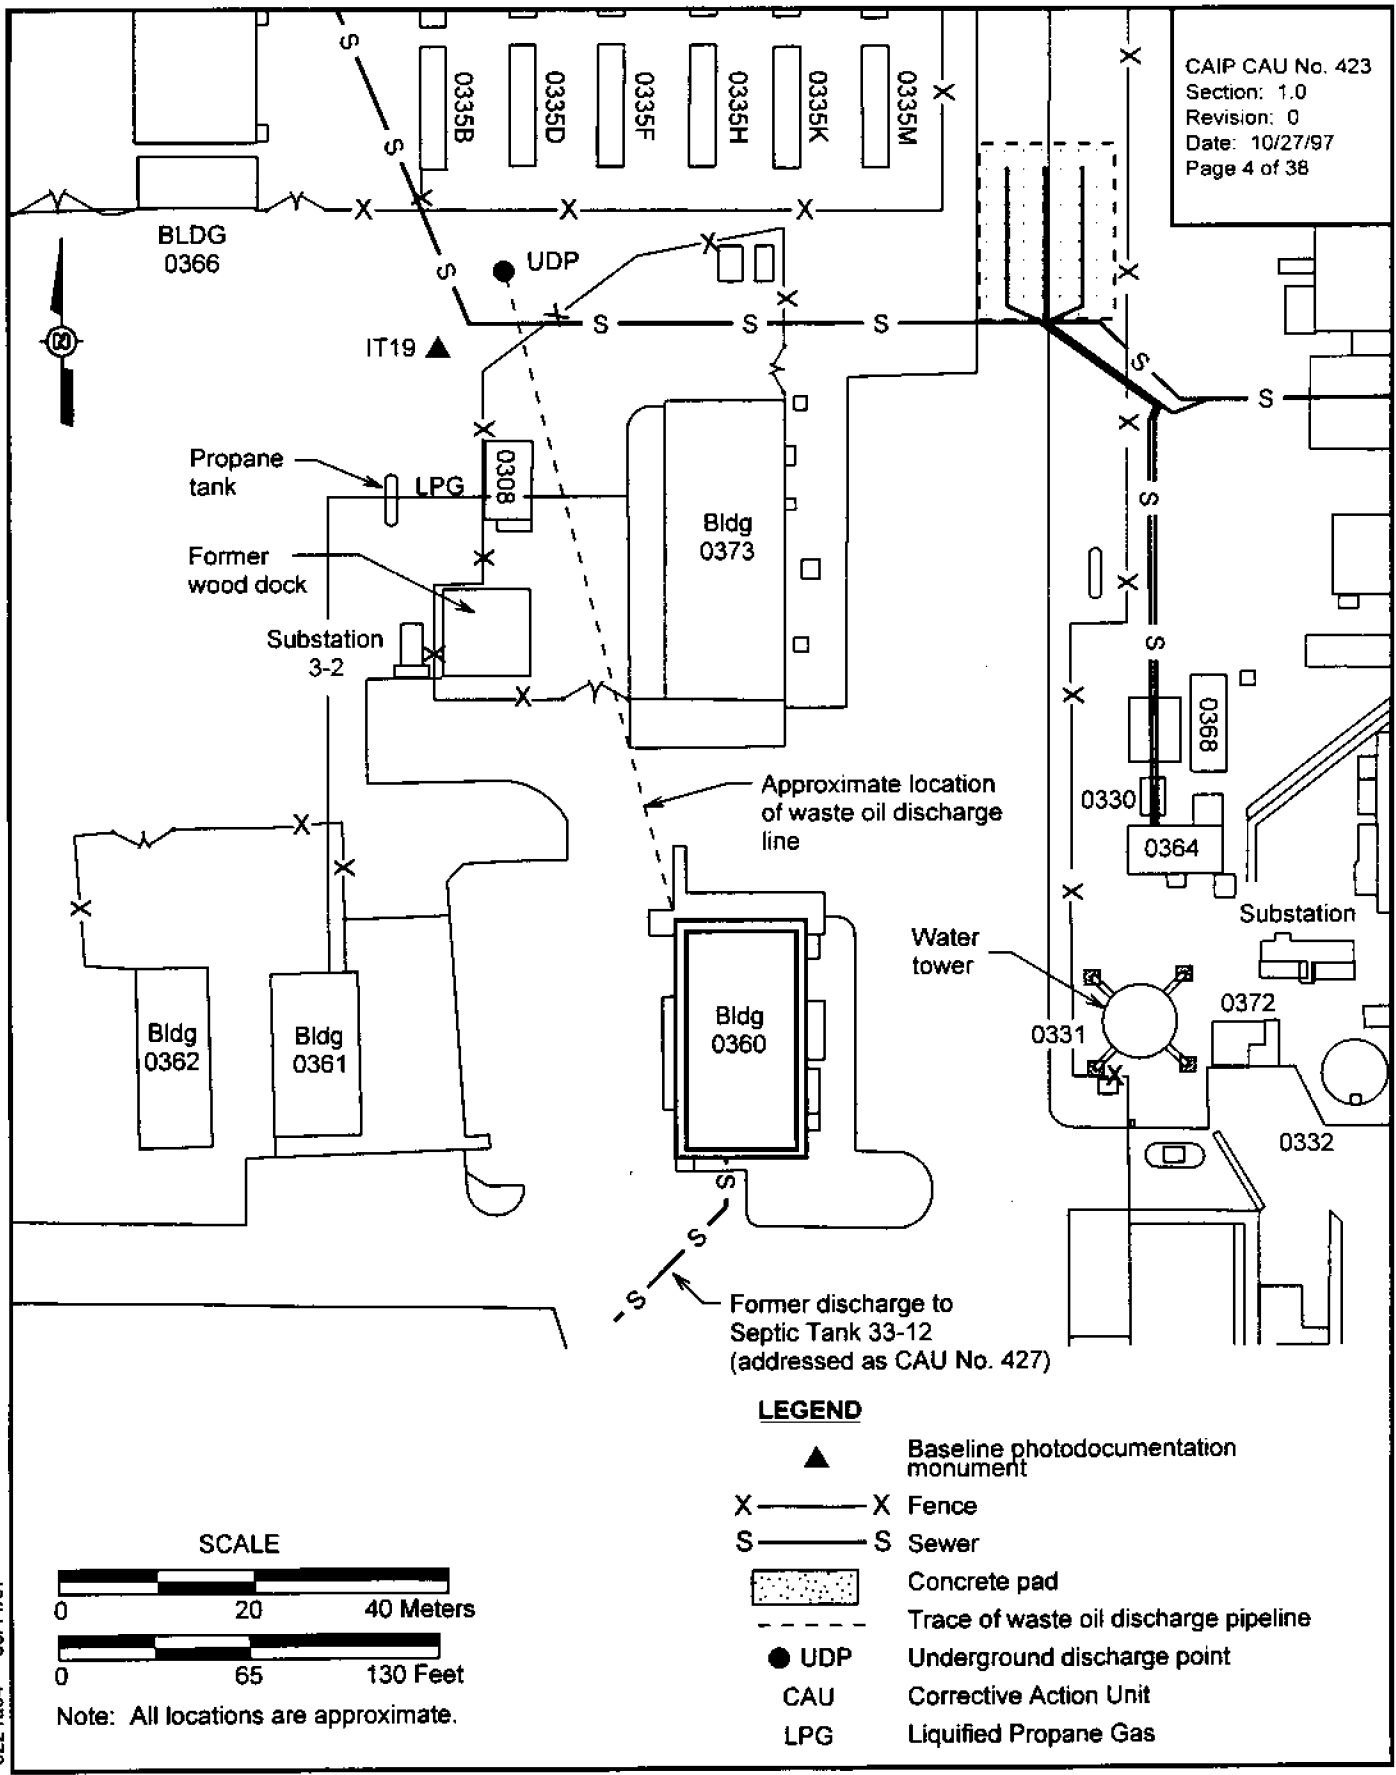 CAIP CAU No. 423
Section: 1.0
Revision: 0
Date: 10/27/97
Page 4 of 38
S
0335B
0335D
0335F
0335H
0335K
0335M
X
X
S
X
X
X
X
BLDG
0366
S
UDP
X
X
X
N
IT19
S
S
S
S
S
X
X
Propane
tank
LPG
0308
S
Bldg
0373
Former
wood dock
X
X
Substation
3-2
X
S
X
X
0368
Approximate location
of waste oil discharge
line
0330
X
0364
X
X
X
Substation
Water
tower
0372
Bldg
0362
Bldg
0361
Bldg
0360
0331
X
0332
S
S
S
Former discharge to
Septic Tank 33-12
(addressed as CAU No. 427)
LEGEND
Baseline photodocumentation
monument
X X Fence
S S Sewer
Concrete pad
Trace of waste oil discharge pipeline
UDP Underground discharge point
CAU Corrective Action Unit
LPG Liquified Propane Gas
SCALE
0 20 40 Meters
0 65 130 Feet
Note: All locations are approximate.